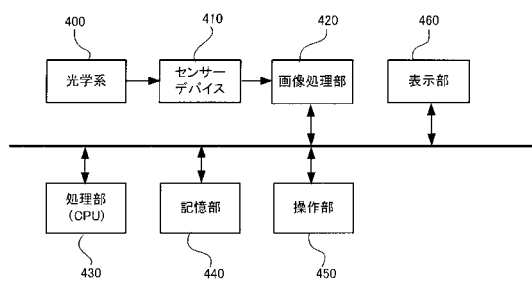 400
410
420
460
光学系
センサー
デバイス
画像処理部
表示部
処理部
(CPU)
記憶部
操作部
430
440
450